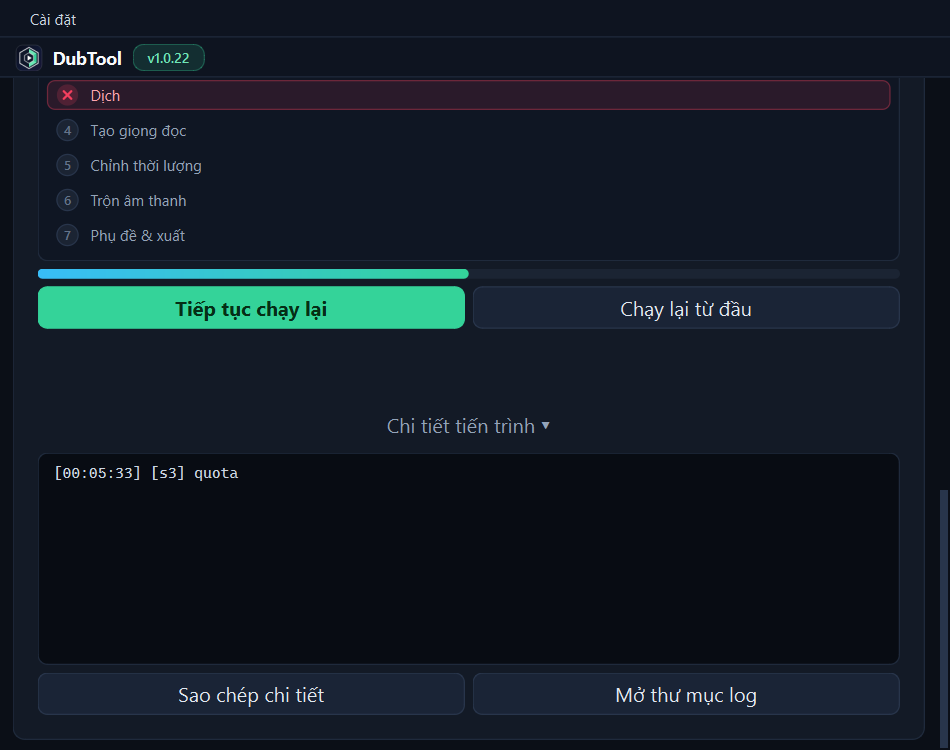 Cài đặt
DubTool v1.0.22
Dịch
4 Tạo giọng đọc
5 Chỉnh thời lượng
6 Trộn âm thanh
7 Phụ đề & xuất
Tiếp tục chạy lại Chạy lại từ đầu
Chi tiết tiến trình ▾
[00:05:33] [s3] quota
Sao chép chi tiết Mở thư mục log